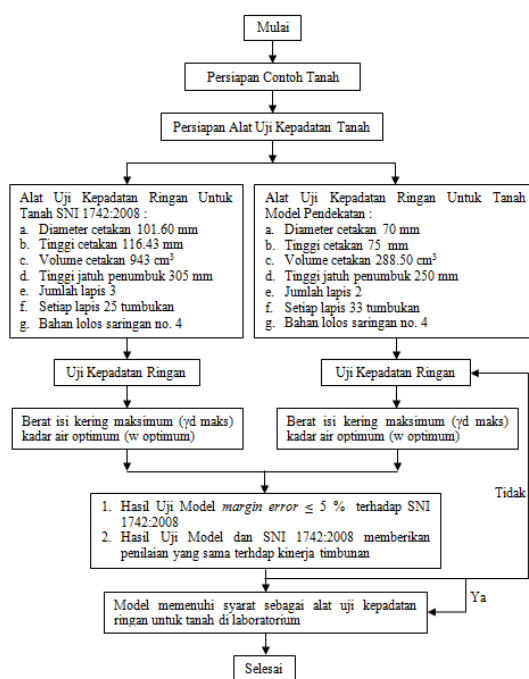 Mulai
Persiapan Contoh Tanah
Persiapan Alat Uji Kepadatan Tanah
Alat Uji Kepadatan Ringan Untuk
Tanah SNI 1742:2008 :
a. Diameter cetakan 101.60 mm
b. Tinggi cetakan 116.43 mm
c. Volume cetakan 943 cm³
d. Tinggi jatuh penumbuk 305 mm
e. Jumlah lapis 3
f. Setiap lapis 25 tumbukan
g. Bahan lolos saringan no. 4
Alat Uji Kepadatan Ringan Untuk Tanah
Model Pendekatan :
a. Diameter cetakan 70 mm
b. Tinggi cetakan 75 mm
c. Volume cetakan 288.50 cm³
d. Tinggi jatuh penumbuk 250 mm
e. Jumlah lapis 2
f. Setiap lapis 33 tumbukan
g. Bahan lolos saringan no. 4
Uji Kepadatan Ringan
Uji Kepadatan Ringan
Berat isi kering maksimum (γd maks)
kadar air optimum (w optimum)
Berat isi kering maksimum (γd maks)
kadar air optimum (w optimum)
Tidak
1. Hasil Uji Model margin error ≤ 5 % terhadap SNI
1742:2008
2. Hasil Uji Model dan SNI 1742:2008 memberikan
penilaian yang sama terhdap kinerja timbunan
Ya
Model memenuhi syarat sebagai alat uji kepadatan
ringan untuk tanah di laboratorium
Selesai